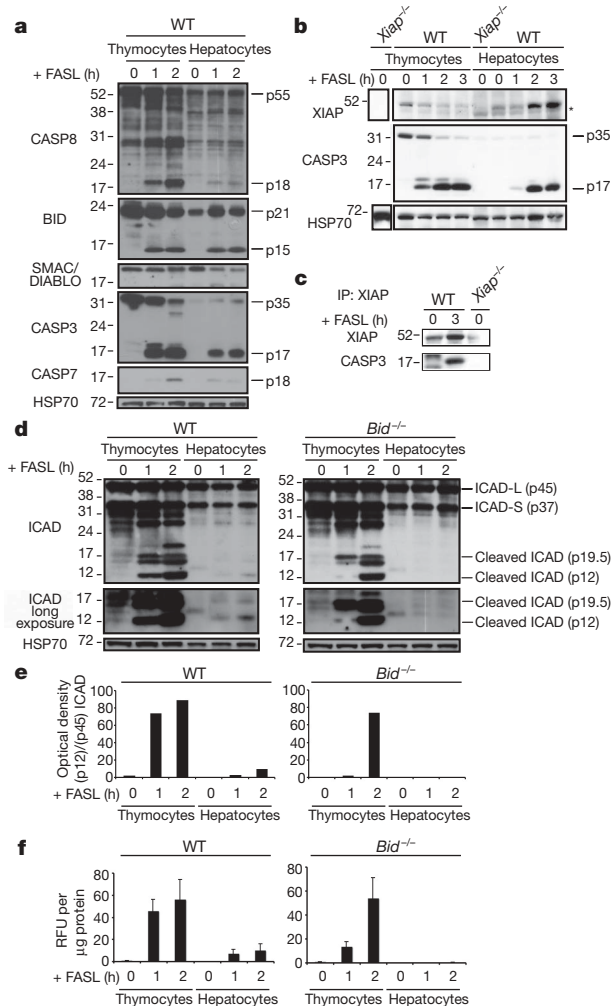 a
WT
Thymocytes Hepatocytes
+ FASL (h) 0 1 2 0 1 2
52
38
31
24
17
CASP8
p55
p18
24
17
BID
p21
p15
SMAC/
DIABLO
17
31
24
17
CASP3
p35
p17
CASP7
17
p18
HSP70 72
b
Xiap–/– WT Xiap–/– WT
Thymocytes Hepatocytes
+ FASL (h) 0 0 1 2 3 0 0 1 2 3
XIAP 52 *
31
24
17
CASP3
p35
p17
HSP70 72
c
IP: XIAP WT Xiap–/–
+ FASL (h) 0 3 0
XIAP 52
CASP3 17
d
WT Bid–/–
Thymocytes Hepatocytes Thymocytes Hepatocytes
+ FASL (h) 0 1 2 0 1 2 0 1 2 0 1 2
52 52
38 38
31 31
24 24
17 17
12 12
ICAD
ICAD-L (p45)
ICAD-S (p37)
Cleaved ICAD (p19.5)
Cleaved ICAD (p12)
ICAD
long
exposure
17 17
12 12
Cleaved ICAD (p19.5)
Cleaved ICAD (p12)
HSP70 72 72
e
WT Bid–/–
Optical density
(p12)/(p45) ICAD
100 100
80 80
60 60
40 40
20 20
0 0
+ FASL (h) 0 1 2 0 1 2 0 1 2 0 1 2
Thymocytes Hepatocytes Thymocytes Hepatocytes
f
WT Bid–/–
RFU per
µg protein
80 80
60 60
40 40
20 20
0 0
+ FASL (h) 0 1 2 0 1 2 0 1 2 0 1 2
Thymocytes Hepatocytes Thymocytes Hepatocytes